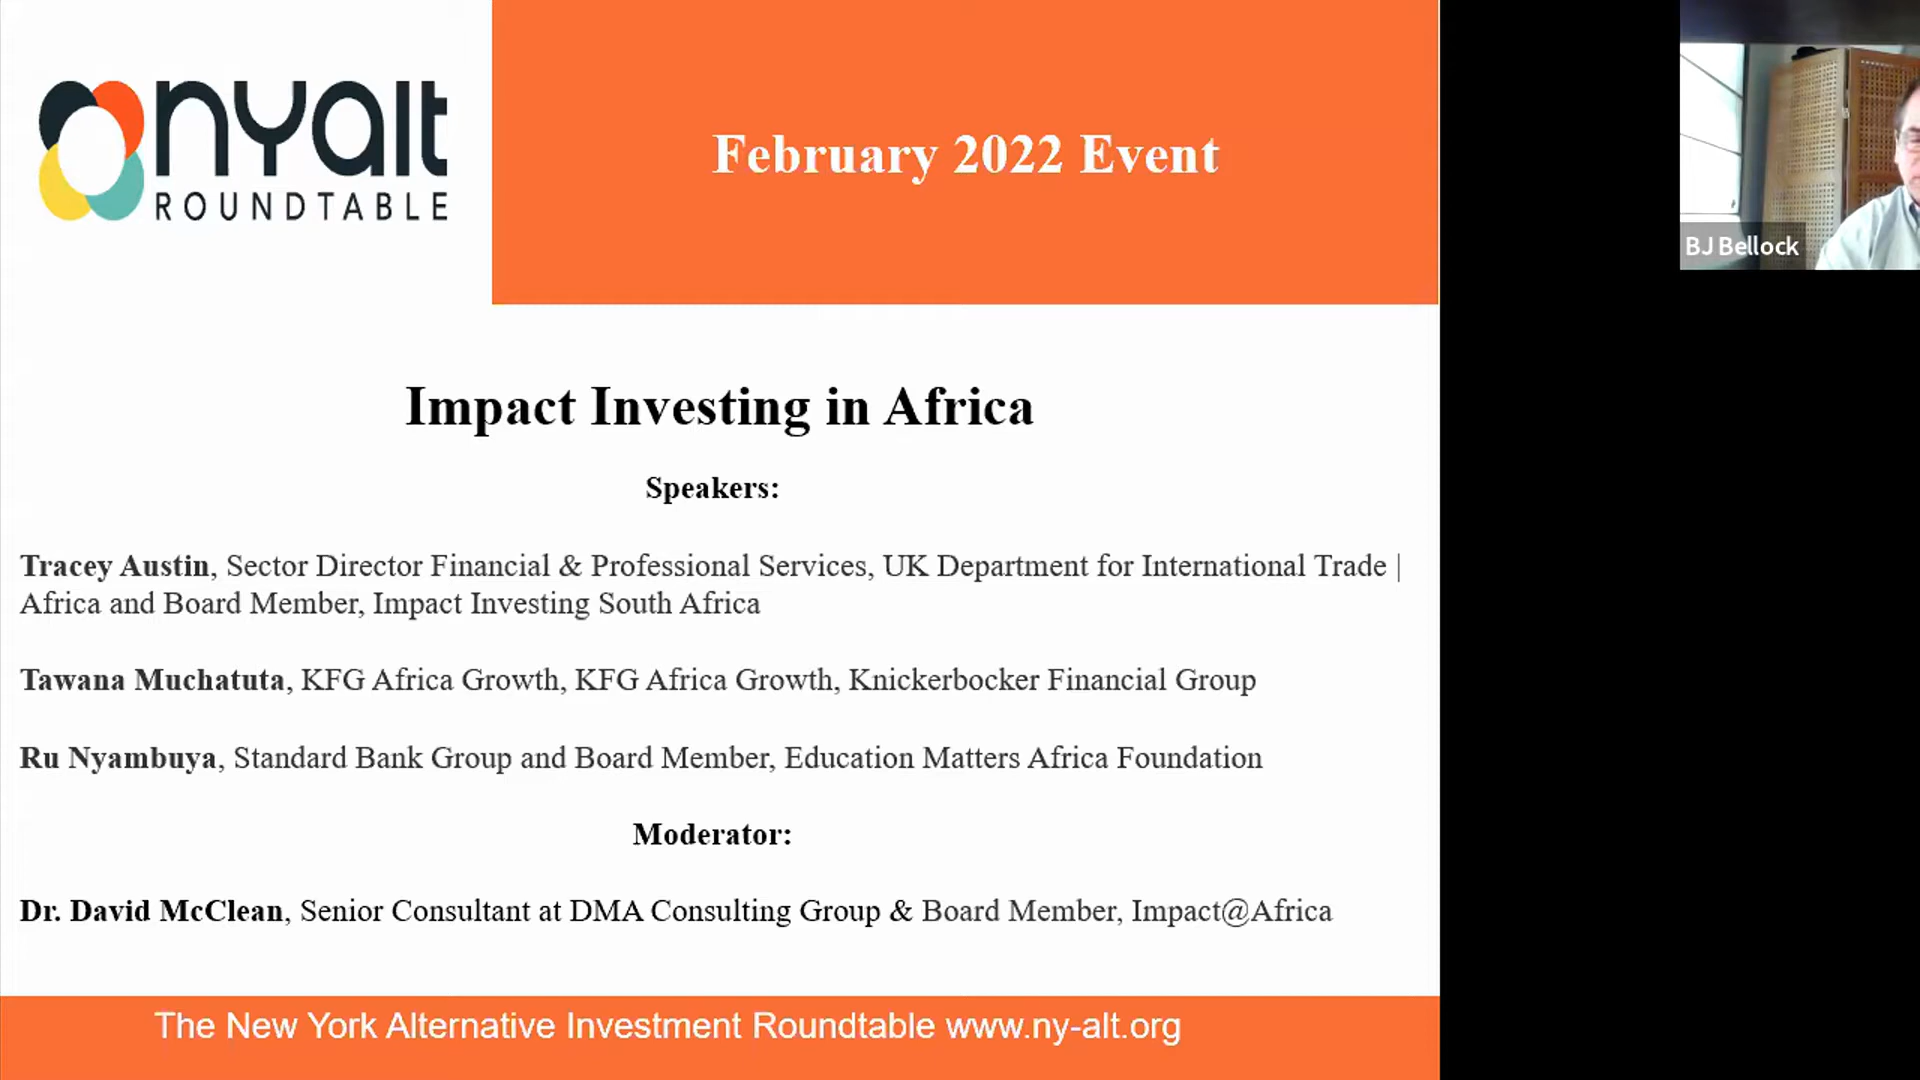 nyalt
ROUNDTABLE
February 2022 Event
BJ Bellock
Impact Investing in Africa
Speakers:
Tracey Austin, Sector Director Financial & Professional Services, UK Department for International Trade |
Africa and Board Member, Impact Investing South Africa
Tawana Muchatuta, KFG Africa Growth, KFG Africa Growth, Knickerbocker Financial Group
Ru Nyambuya, Standard Bank Group and Board Member, Education Matters Africa Foundation
Moderator:
Dr. David McClean, Senior Consultant at DMA Consulting Group & Board Member, Impact@Africa
The New York Alternative Investment Roundtable www.ny-alt.org